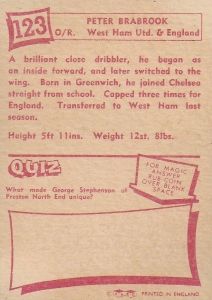 123
PETER BRABROOK
O/R. West Ham Utd. & England
A brilliant close dribbler, he began as
an inside forward, and later switched to the
wing. Born in Greenwich, he joined Chelsea
straight from school. Capped three times for
England. Transferred to West Ham last
season.
Height 5ft 11ins. Weight 12st. 8lbs.
QUIZ
What made George Stephenson of
Preston North End unique?
FOR MAGIC
ANSWER
RUB COIN
OVER BLANK
SPACE
PRINTED IN ENGLAND